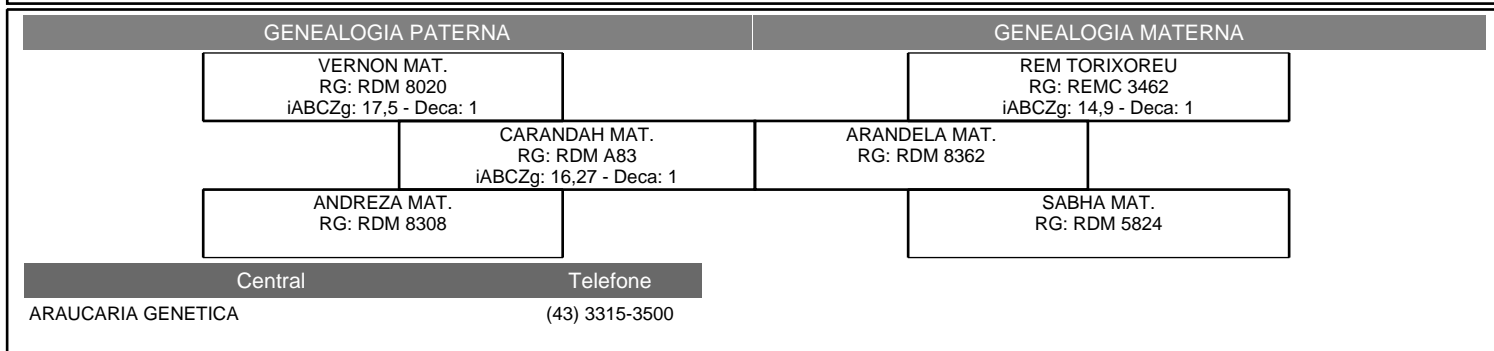 GENEALOGIA PATERNA
GENEALOGIA MATERNA
VERNON MAT.
RG: RDM 8020
iABCZg: 17,5 - Deca: 1
REM TORIXOREU
RG: REMC 3462
iABCZg: 14,9 - Deca: 1
CARANDAH MAT.
RG: RDM A83
iABCZg: 16,27 - Deca: 1
ARANDELA MAT.
RG: RDM 8362
ANDREZA MAT.
RG: RDM 8308
SABHA MAT.
RG: RDM 5824
Central Telefone
ARAUCARIA GENETICA (43) 3315-3500